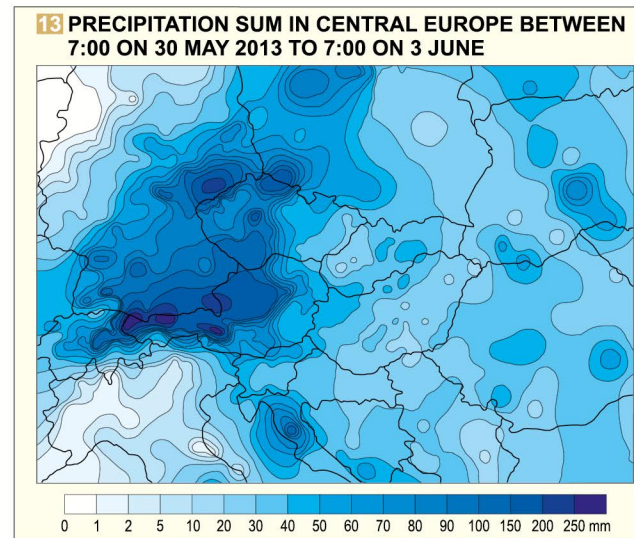 13 PRECIPITATION SUM IN CENTRAL EUROPE BETWEEN
7:00 ON 30 MAY 2013 TO 7:00 ON 3 JUNE
0 1 2 5 10 20 30 40 50 60 70 80 90 100 150 200 250 mm